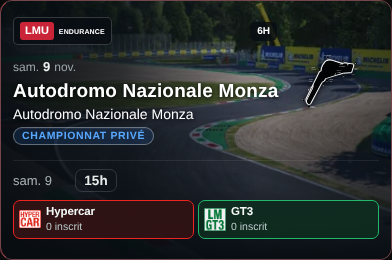 LMU ENDURANCE
6H
sam. 9 nov.
Autodromo Nazionale Monza
Autodromo Nazionale Monza
CHAMPIONNAT PRIVÉ
sam. 9
15h
HYPER CAR
Hypercar
0 inscrit
LM GT3
GT3
0 inscrit